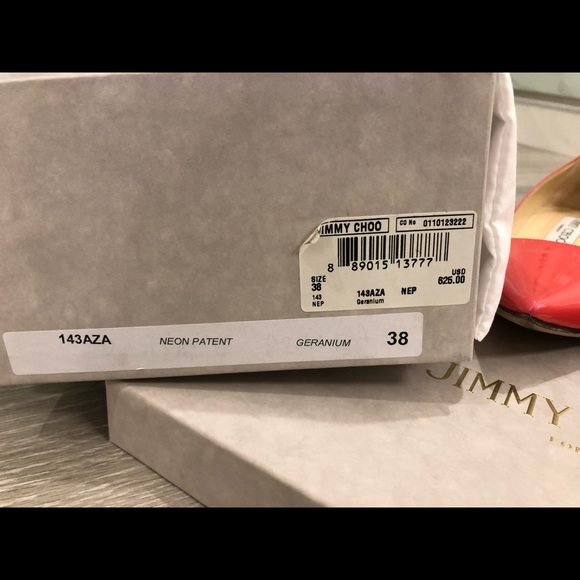 JIMMY CHOO
CO No 0110123222
8 89015 13777
SIZE
38
143
NEP
143AZA NEP
Geranium
USD
625.00
143AZA NEON PATENT GERANIUM 38
JIMMY